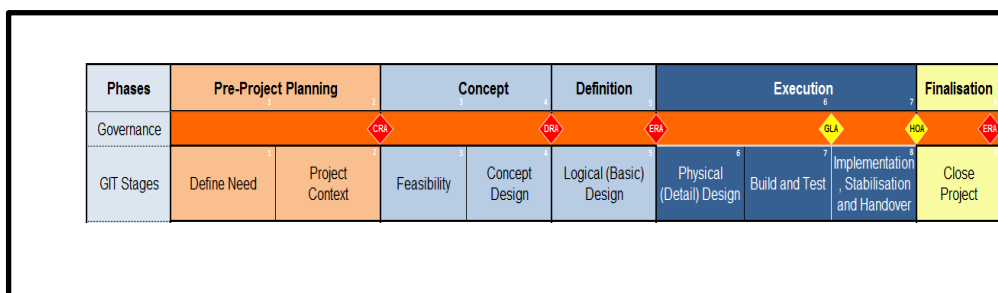 Phases Pre-Project Planning Concept Definition Execution Finalisation
1 2 3 4 5 6 7
Governance CRA DRA ERA GLA HOA ERA
GIT Stages
1
Define Need
2
Project
Context
3
Feasibility
4
Concept
Design
5
Logical (Basic)
Design
6
Physical
(Detail) Design
7
Build and Test
8
Implementation
, Stabilisation
and Handover
Close
Project